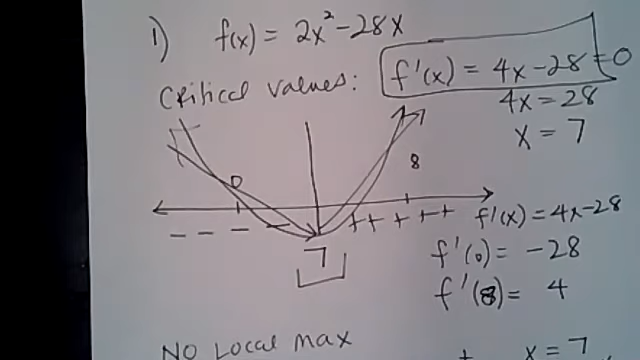 1) f(x) = 2x² - 28x
Critical values: f'(x) = 4x - 28 = 0
4x = 28
x = 7
0 8
- - - - + + + + + f'(x) = 4x - 28
7 f'(0) = -28
f'(8) = 4
NO Local max
x = 7